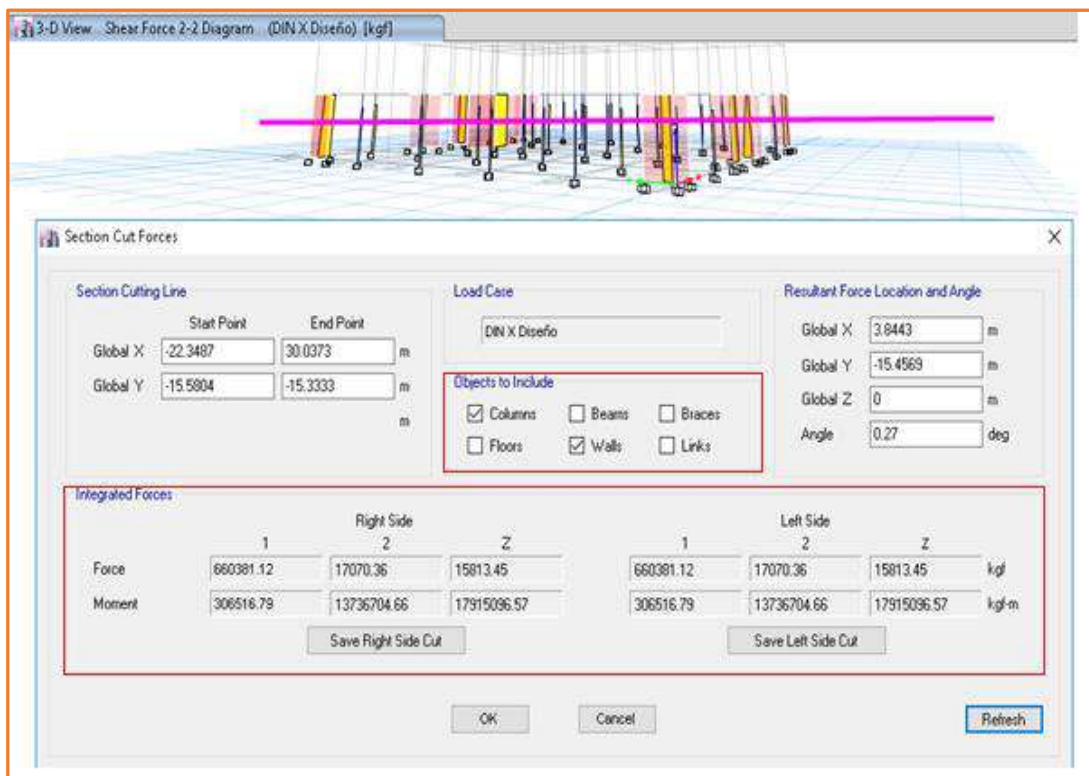 3-D View Shear Force 2-2 Diagram (DIN X Diseño) [kgf]
Section Cut Forces
Section Cutting Line
Start Point End Point
Global X -22.3487 30.0373 m
Global Y -15.5804 -15.3333 m
m
Load Case
DIN X Diseño
Objects to Include
Columns Beams Braces
Floors Walls Links
Resultant Force Location and Angle
Global X 3.8443 m
Global Y -15.4569 m
Global Z 0 m
Angle 0.27 deg
Integrated Forces
Right Side Left Side
1 2 Z 1 2 Z
Force 660381.12 17070.36 15813.45 660381.12 17070.36 15813.45 kgf
Moment 306516.79 13736704.66 17915096.57 306516.79 13736704.66 17915096.57 kgf-m
Save Right Side Cut Save Left Side Cut
OK Cancel Refresh